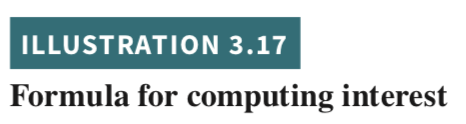 ILLUSTRATION 3.17
Formula for computing interest